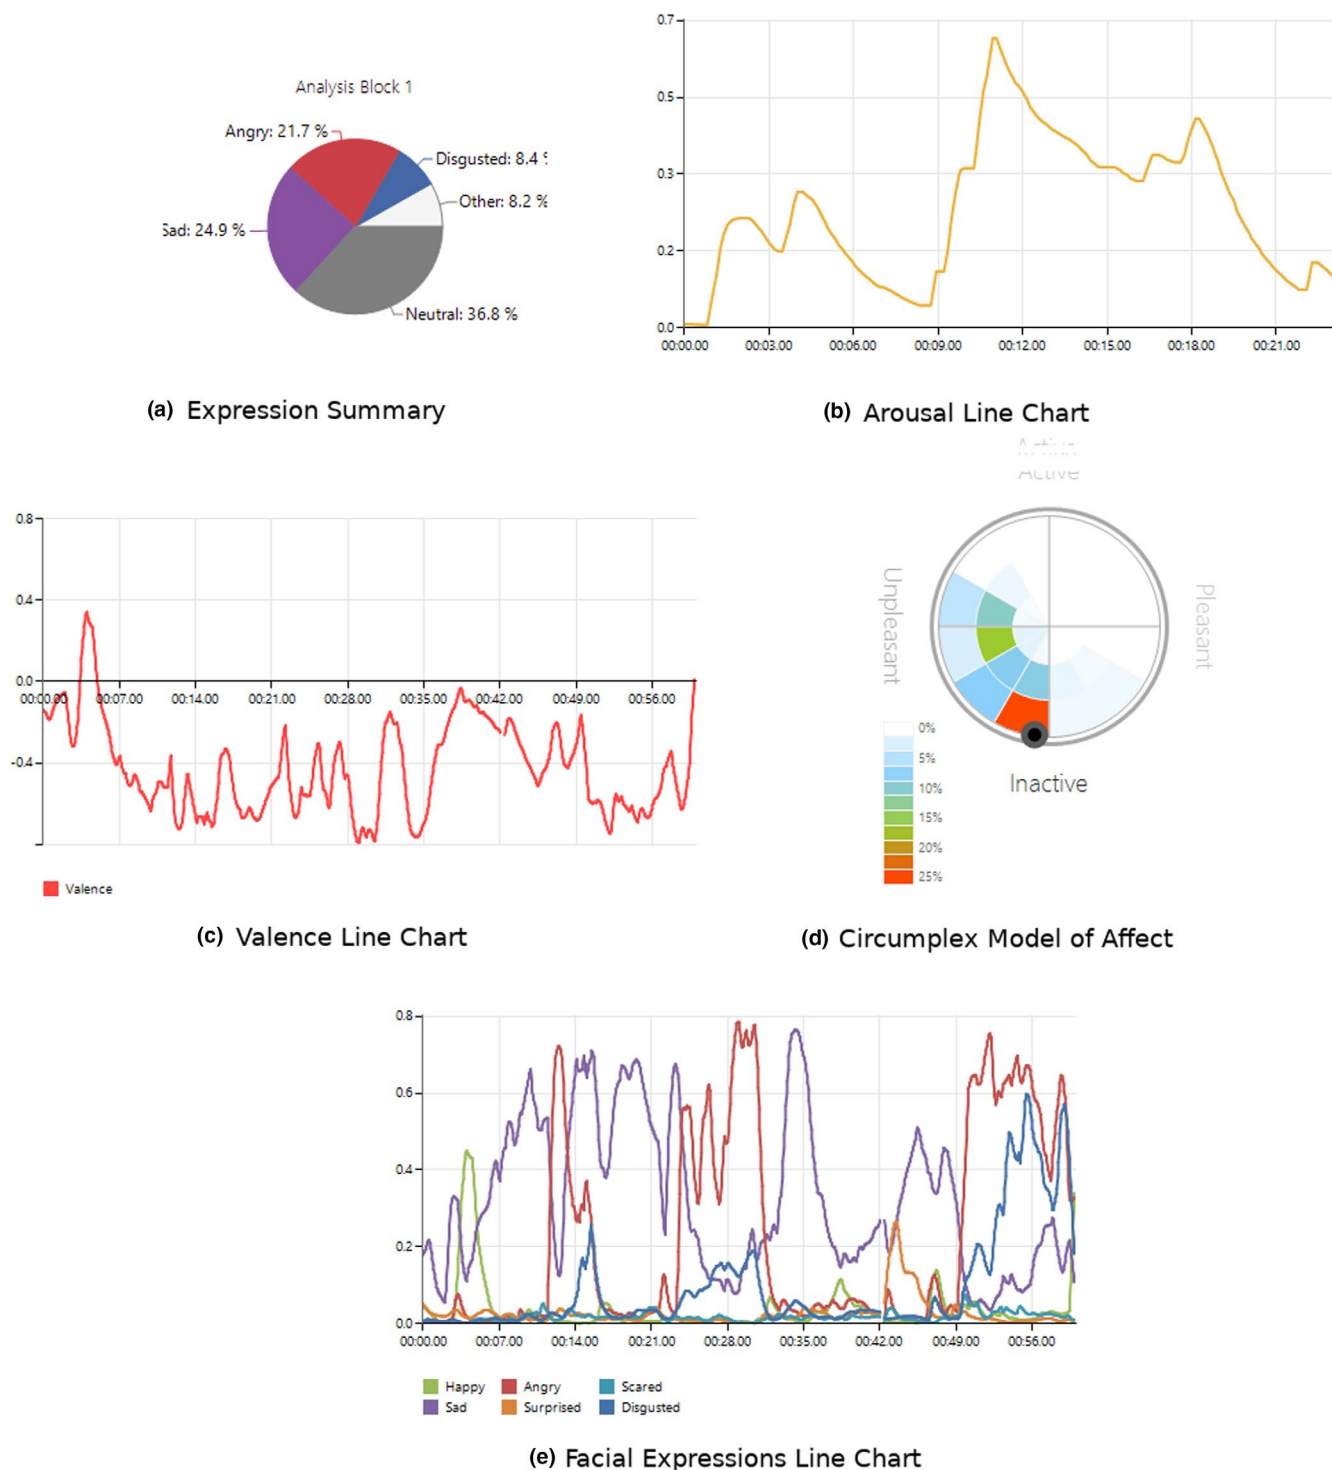 Analysis Block 1
Angry: 21.7 %
Disgusted: 8.4
Other: 8.2 %
Sad: 24.9 %
Neutral: 36.8 %
(a) Expression Summary
0.7
0.5
0.3
0.2
0.0
00:00.00 00:03.00 00:06.00 00:09.00 00:12.00 00:15.00 00:18.00 00:21.00
(b) Arousal Line Chart
0.8
0.4
0.0
00:00.00 00:07.00 00:14.00 00:21.00 00:28.00 00:35.00 00:42.00 00:49.00 00:56.00
-0.4
Valence
(c) Valence Line Chart
Active
Active
Unpleasant
Pleasant
Inactive
0%
5%
10%
15%
20%
25%
(d) Circumplex Model of Affect
0.8
0.6
0.4
0.2
0.0
00:00.00 00:07.00 00:14.00 00:21.00 00:28.00 00:35.00 00:42.00 00:49.00 00:56.00
Happy Angry Scared
Sad Surprised Disgusted
(e) Facial Expressions Line Chart